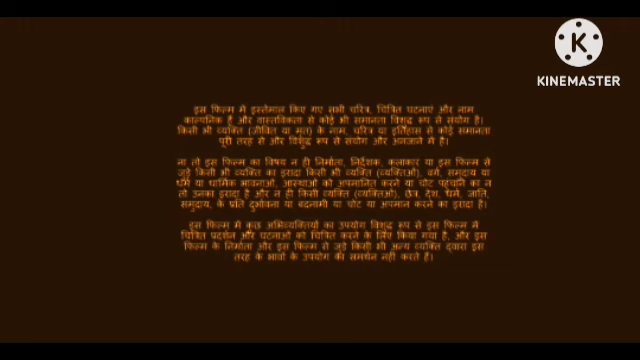 KINEMASTER
इस फिल्म में इस्तेमाल किए गए सभी चरित्र, चित्रित घटनाएं और नाम
काल्पनिक हैं और वास्तविकता से कोई भी समानता विशुद्ध रूप से संयोग है।
किसी भी व्यक्ति (जीवित या मृत) के नाम, चरित्र या इतिहास से कोई समानता
पूरी तरह से और विशुद्ध रूप से संयोग और अनजाने में है।
ना तो इस फिल्म का विषय न ही निर्माता, निर्देशक, कलाकार या इस फिल्म से
जुड़े किसी भी व्यक्ति का इरादा किसी भी व्यक्ति (व्यक्तिओं), वर्ग, समुदाय या
धर्म या धार्मिक भावनाओं, आस्थाओं को अपमानित करने या चोट पहुंचाने का न
तो उनका इरादा है और न ही किसी व्यक्ति (व्यक्तिओं), छेत्र, देश, धर्म, जाति,
समुदाय, के प्रति दुर्भावना या बदनामी या चोट या अपमान करने का इरादा है।
इस फिल्म में कुछ अभिव्यक्तियों का उपयोग विशुद्ध रूप से इस फिल्म में
चित्रित प्रदर्शन और घटनाओं को चित्रित करने के लिए किया गया है, और इस
फिल्म के निर्माता और इस फिल्म से जुड़े किसी भी अन्य व्यक्ति द्वारा इस
तरह के भावों के उपयोग का समर्थन नहीं करते हैं।